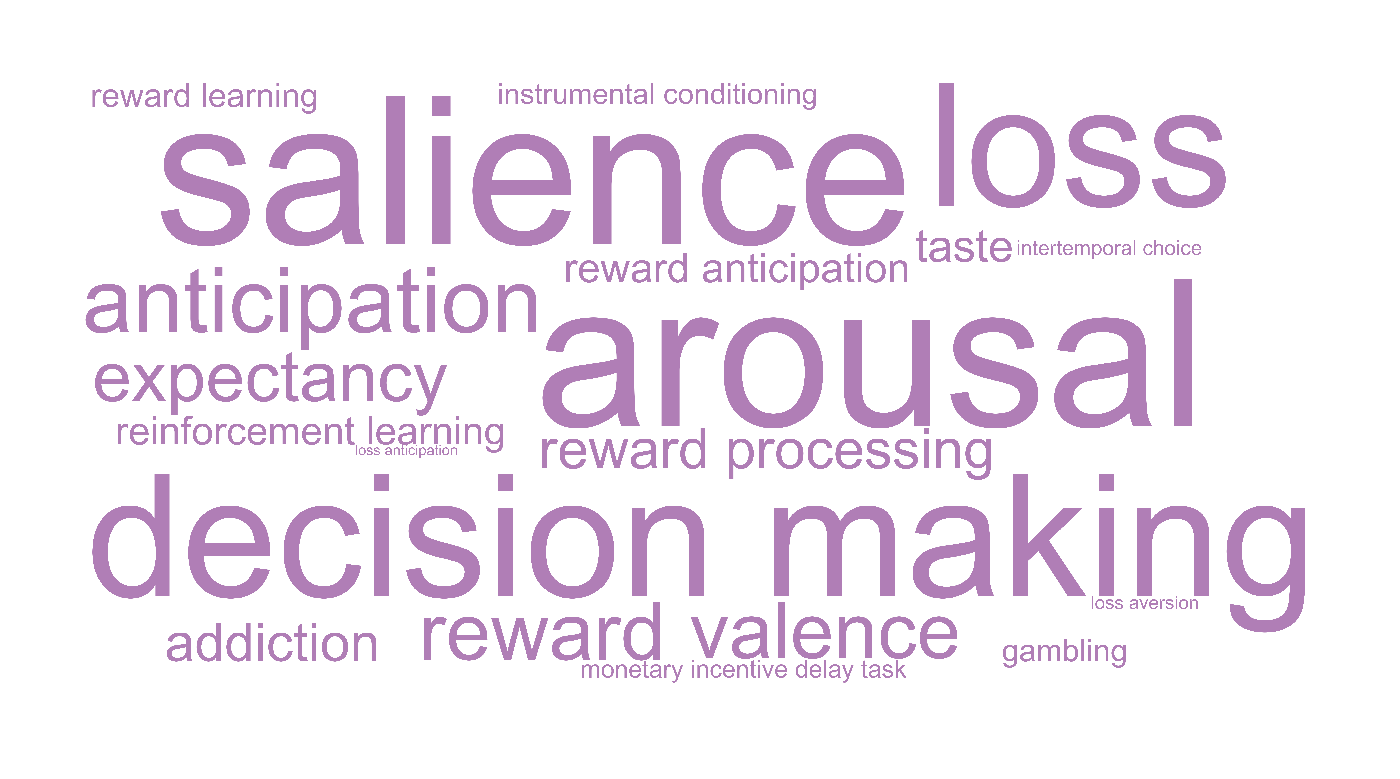 reward learning
instrumental conditioning
salience
loss
taste
intertemporal choice
reward anticipation
anticipation
arousal
expectancy
reinforcement learning
loss anticipation
reward processing
decision making
loss aversion
addiction
reward valence
gambling
monetary incentive delay task